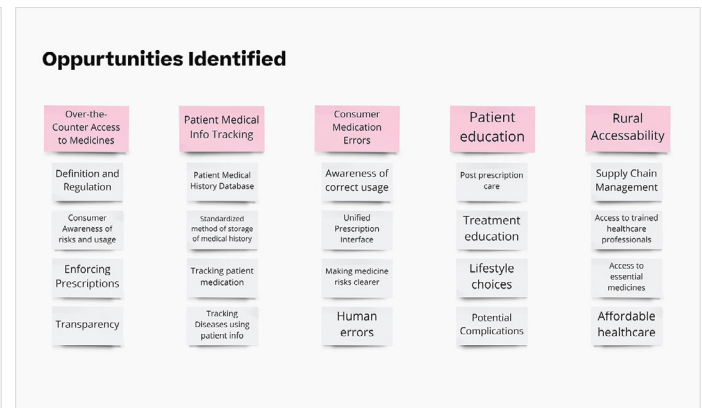 Oppurtunities Identified
Over-the-
Counter Access
to Medicines
Definition and
Regulation
Consumer
Awareness of
risks and usage
Enforcing
Prescriptions
Transparency
Patient Medical
Info Tracking
Patient Medical
History Database
Standardized
method of storage
of medical history
Tracking patient
medication
Tracking
Diseases using
patient info
Consumer
Medication
Errors
Awareness of
correct usage
Unified
Prescription
Interface
Making medicine
risks clearer
Human
errors
Patient
education
Post prescription
care
Treatment
education
Lifestyle
choices
Potential
Complications
Rural
Accessability
Supply Chain
Management
Access to trained
healthcare
professionals
Access to
essential
medicines
Affordable
healthcare